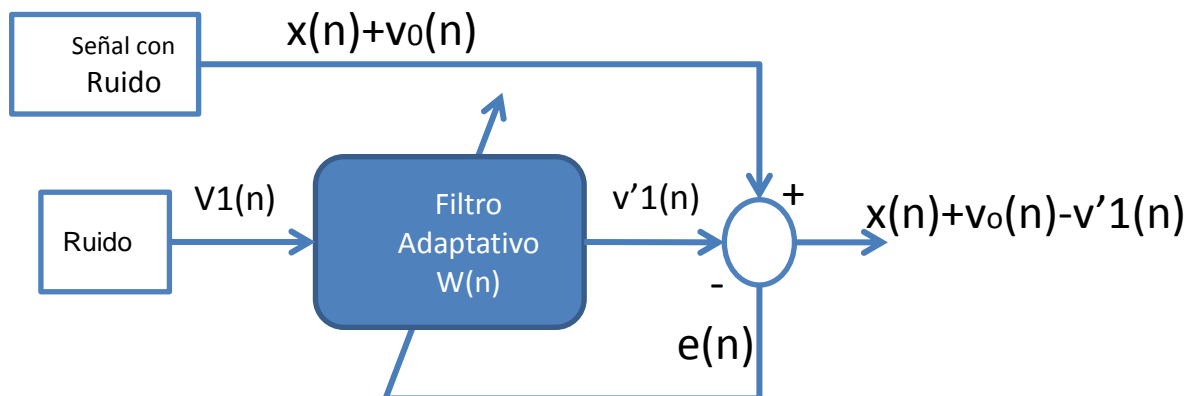 Señal con
Ruido
x(n)+v0(n)
Ruido
V1(n)
Filtro
Adaptativo
W(n)
v'1(n)
+
-
x(n)+vo(n)-v'1(n)
e(n)